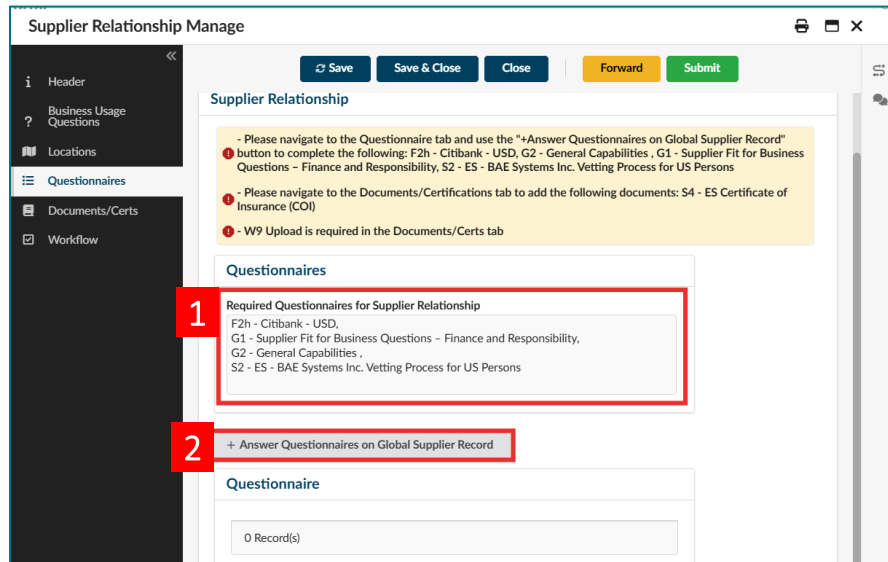 Supplier Relationship Manage
Save
Save & Close
Close
Forward
Submit
i Header
? Business Usage
Questions
Locations
Questionnaires
Documents/Certs
Workflow
Supplier Relationship
- Please navigate to the Questionnaire tab and use the "+Answer Questionnaires on Global Supplier Record"
button to complete the following: F2h - Citibank - USD, G2 - General Capabilities , G1 - Supplier Fit for Business
Questions – Finance and Responsibility, S2 - ES - BAE Systems Inc. Vetting Process for US Persons
- Please navigate to the Documents/Certifications tab to add the following documents: S4 - ES Certificate of
Insurance (COI)
- W9 Upload is required in the Documents/Certs tab
Questionnaires
1
Required Questionnaires for Supplier Relationship
F2h - Citibank - USD,
G1 - Supplier Fit for Business Questions – Finance and Responsibility,
G2 - General Capabilities ,
S2 - ES - BAE Systems Inc. Vetting Process for US Persons
2
+ Answer Questionnaires on Global Supplier Record
Questionnaire
0 Record(s)